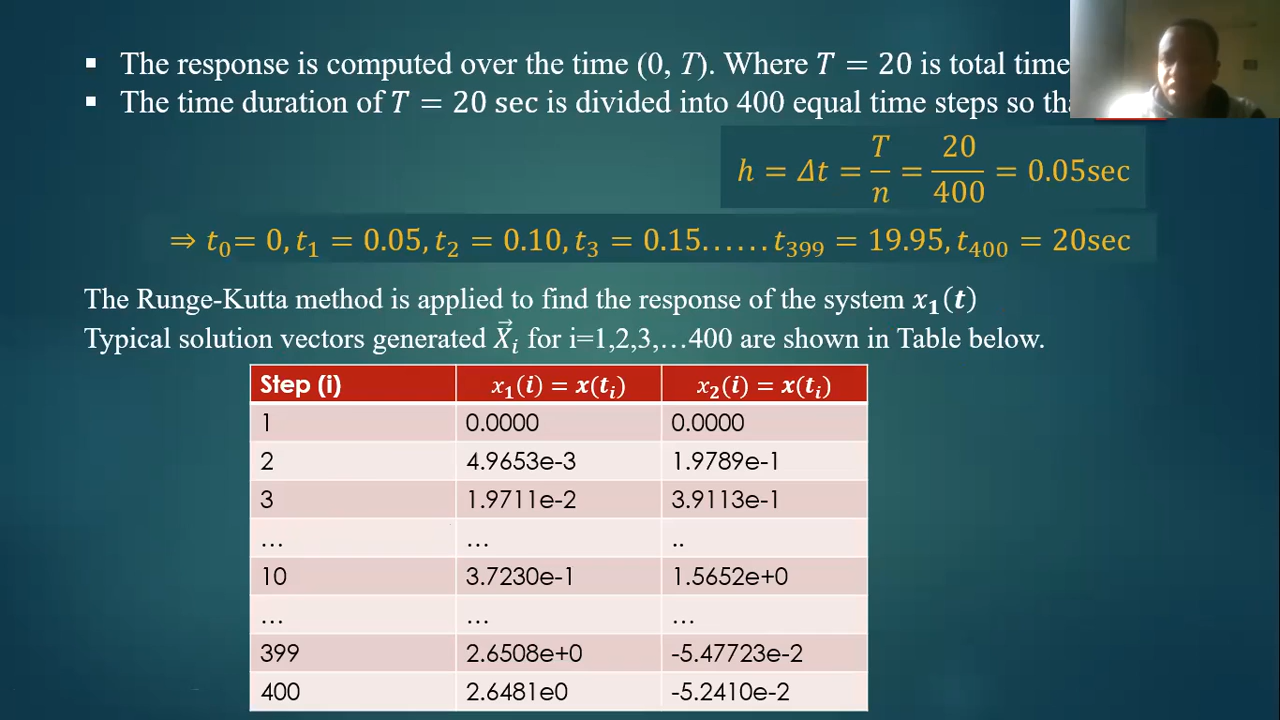 ▪ The response is computed over the time (0, T). Where T = 20 is total time
▪ The time duration of T = 20 sec is divided into 400 equal time steps so
h = Δt = T/n = 20/400 = 0.05sec
⇒ t₀= 0, t₁ = 0.05, t₂ = 0.10, t₃ = 0.15……t₃₉₉ = 19.95, t₄₀₀ = 20sec
The Runge-Kutta method is applied to find the response of the system x₁(t)
Typical solution vectors generated X⃗ᵢ for i=1,2,3,…400 are shown in Table below.
Step (i) x₁(i) = x(tᵢ) x₂(i) = x(tᵢ)
1 0.0000 0.0000
2 4.9653e-3 1.9789e-1
3 1.9711e-2 3.9113e-1
… … ..
10 3.7230e-1 1.5652e+0
… … …
399 2.6508e+0 -5.47723e-2
400 2.6481e0 -5.2410e-2